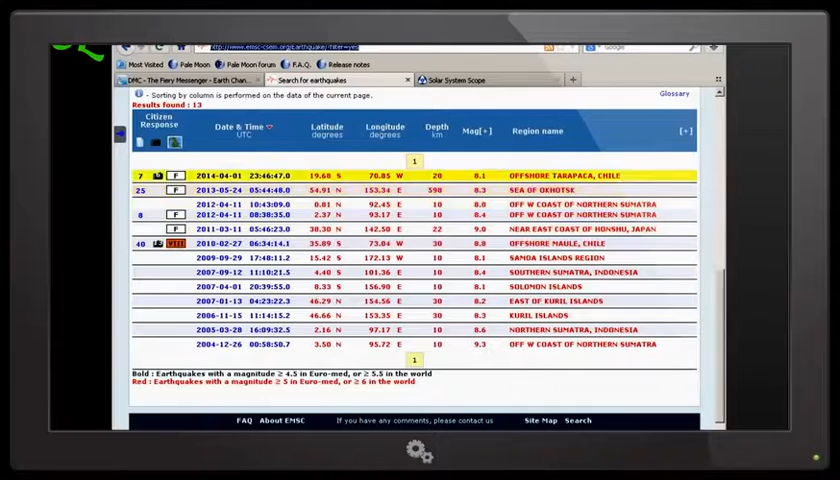 http://www.emsc-csem.org/Earthquake/?filter=yes
Most Visited Pale Moon Pale Moon forum F.A.Q. Release notes
DMC - The Fiery Messenger - Earth Chan... Search for earthquakes Solar System Scope
- Sorting by column is performed on the data of the current page. Glossary
Results found : 13
Citizen Response Date & Time UTC Latitude degrees Longitude degrees Depth km Mag[+] Region name [+]
1
7 F 2014-04-01 23:46:47.0 19.68 S 70.85 W 20 8.1 OFFSHORE TARAPACA, CHILE
25 F 2013-05-24 05:44:48.0 54.91 N 153.34 E 598 8.3 SEA OF OKHOTSK
2012-04-11 10:43:09.0 0.81 N 92.45 E 10 8.0 OFF W COAST OF NORTHERN SUMATRA
8 F 2012-04-11 08:38:35.0 2.37 N 93.17 E 10 8.4 OFF W COAST OF NORTHERN SUMATRA
F 2011-03-11 05:46:23.0 38.30 N 142.50 E 22 9.0 NEAR EAST COAST OF HONSHU, JAPAN
40 VIII 2010-02-27 06:34:14.1 35.89 S 73.04 W 30 8.8 OFFSHORE MAULE, CHILE
2009-09-29 17:48:11.2 15.42 S 172.13 W 10 8.1 SAMOA ISLANDS REGION
2007-09-12 11:10:21.5 4.40 S 101.36 E 10 8.4 SOUTHERN SUMATRA, INDONESIA
2007-04-01 20:39:55.0 8.33 S 156.90 E 10 8.1 SOLOMON ISLANDS
2007-01-13 04:23:22.3 46.29 N 154.56 E 30 8.2 EAST OF KURIL ISLANDS
2006-11-15 11:14:15.2 46.66 N 153.35 E 30 8.3 KURIL ISLANDS
2005-03-28 16:09:32.5 2.16 N 97.17 E 10 8.6 NORTHERN SUMATRA, INDONESIA
2004-12-26 00:58:50.7 3.50 N 95.72 E 10 9.3 OFF W COAST OF NORTHERN SUMATRA
1
Bold : Earthquakes with a magnitude ≥ 4.5 in Euro-med, or ≥ 5.5 in the world
Red : Earthquakes with a magnitude ≥ 5 in Euro-med, or ≥ 6 in the world
FAQ About EMSC If you have any comments, please contact us Site Map Search